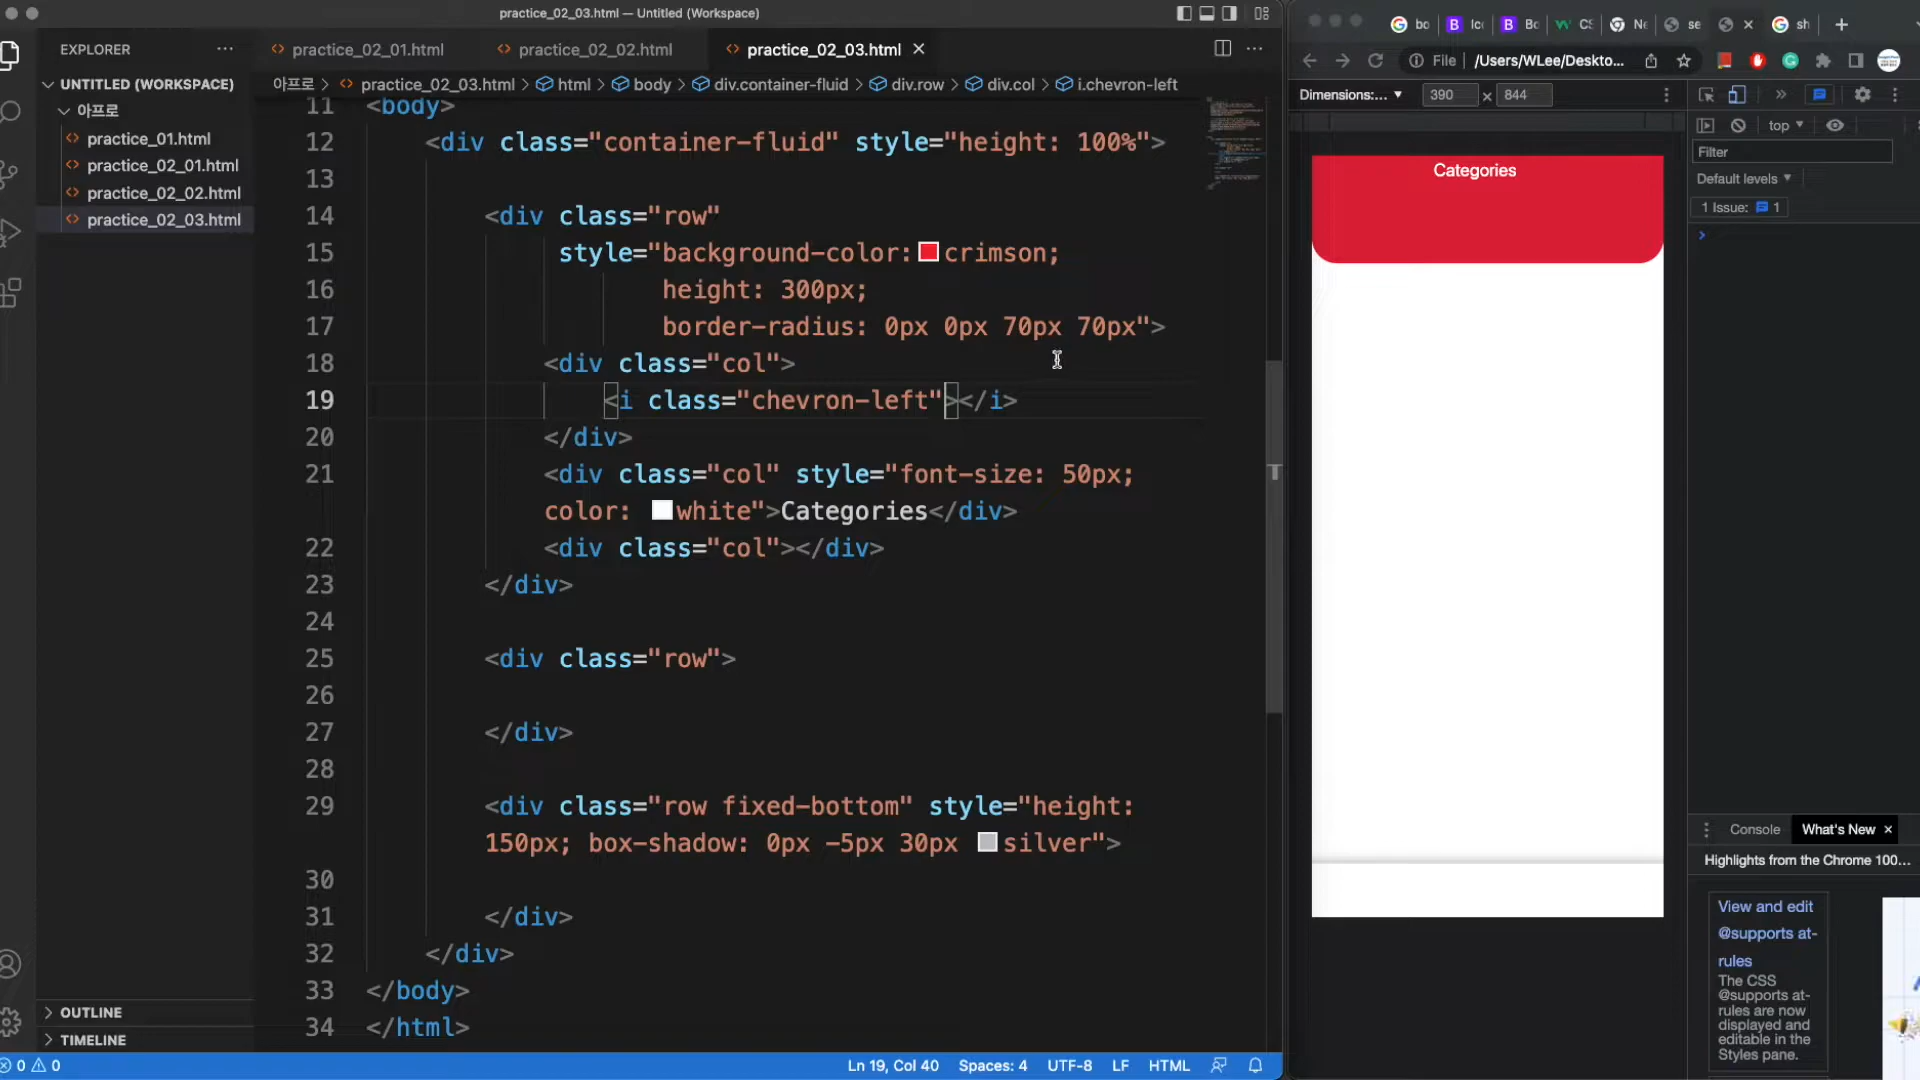 practice_02_03.html — Untitled (Workspace)
EXPLORER
UNTITLED (WORKSPACE)
아프로
practice_01.html
practice_02_01.html
practice_02_02.html
practice_02_03.html
OUTLINE
TIMELINE
practice_02_01.html practice_02_02.html practice_02_03.html
아프로 > practice_02_03.html > html > body > div.container-fluid > div.row > div.col > i.chevron-left
11 <body>
12 <div class="container-fluid" style="height: 100%">
13
14 <div class="row"
15 style="background-color: crimson;
16 height: 300px;
17 border-radius: 0px 0px 70px 70px">
18 <div class="col">
19 <i class="chevron-left"></i>
20 </div>
21 <div class="col" style="font-size: 50px;
color: white">Categories</div>
22 <div class="col"></div>
23 </div>
24
25 <div class="row">
26
27 </div>
28
29 <div class="row fixed-bottom" style="height:
150px; box-shadow: 0px -5px 30px silver">
30
31 </div>
32 </div>
33 </body>
34 </html>
0 0
Ln 19, Col 40 Spaces: 4 UTF-8 LF HTML
bo Ic Bo CS Ne se sh
File /Users/WLee/Deskto...
Dimensions:... 390 x 844
Categories
top
Filter
Default levels
1 Issue: 1
Console What's New
Highlights from the Chrome 100...
View and edit
@supports at-
rules
The CSS
@supports at-
rules are now
displayed and
editable in the
Styles pane.